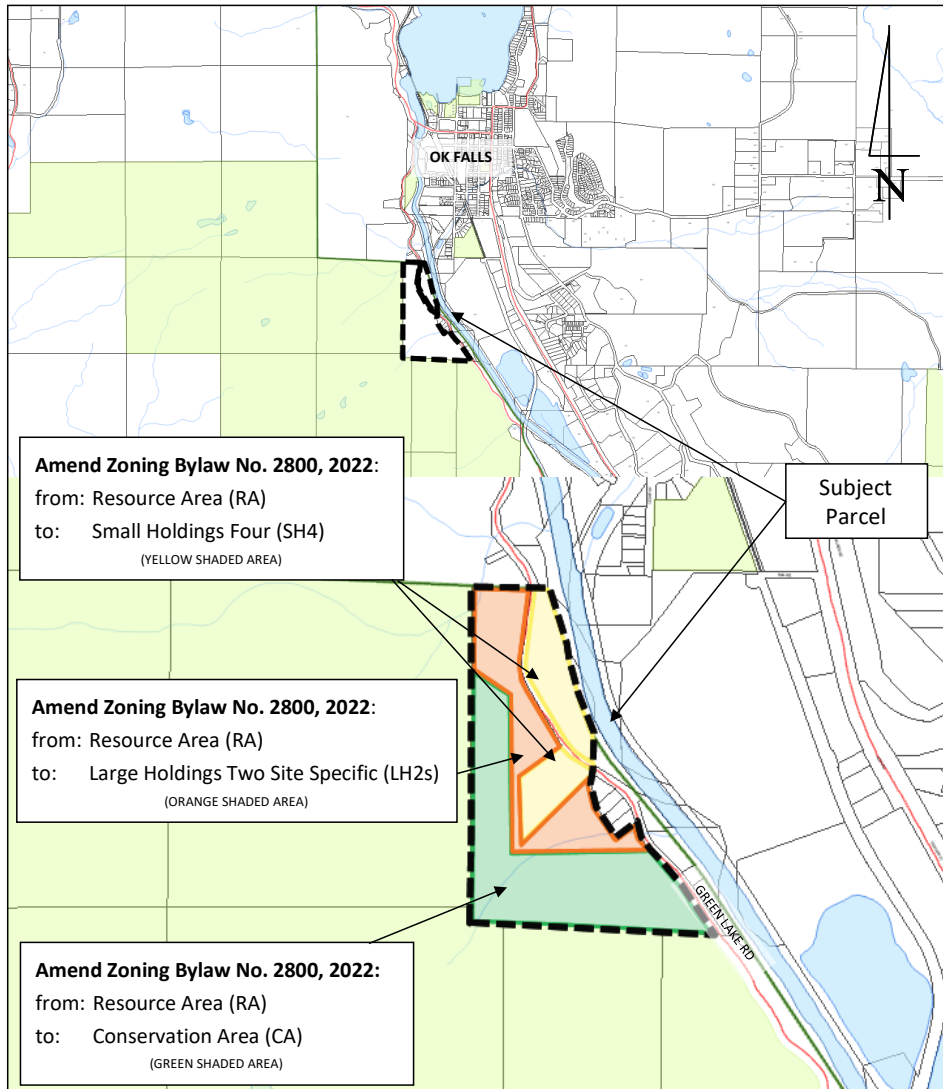 OK FALLS
N
Amend Zoning Bylaw No. 2800, 2022:
from: Resource Area (RA)
to: Small Holdings Four (SH4)
(YELLOW SHADED AREA)
Subject
Parcel
Amend Zoning Bylaw No. 2800, 2022:
from: Resource Area (RA)
to: Large Holdings Two Site Specific (LH2s)
(ORANGE SHADED AREA)
GREEN LAKE RD
Amend Zoning Bylaw No. 2800, 2022:
from: Resource Area (RA)
to: Conservation Area (CA)
(GREEN SHADED AREA)